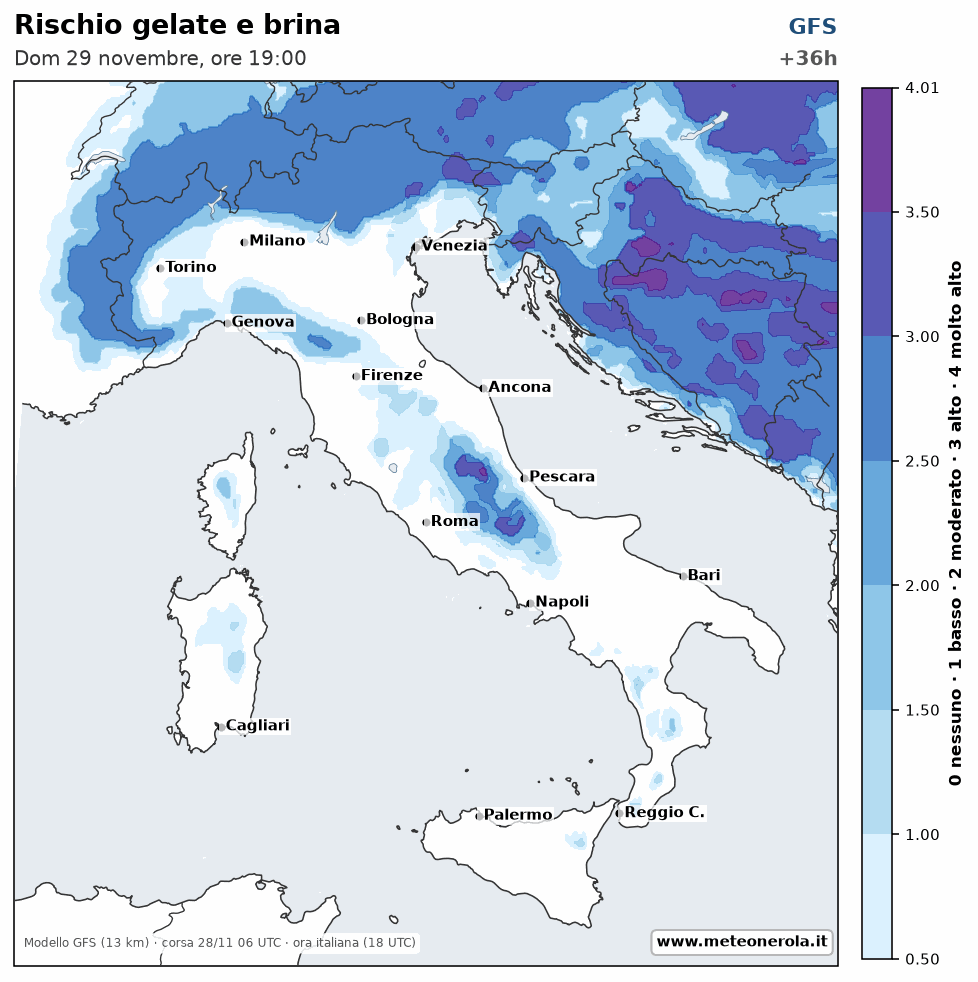 Rischio gelate e brina
GFS
Dom 29 novembre, ore 19:00
+36h
4.01
3.50
3.00
2.50
2.00
1.50
1.00
0.50
0 nessuno · 1 basso · 2 moderato · 3 alto · 4 molto alto
Milano
Venezia
Torino
Genova
Bologna
Firenze
Ancona
Pescara
Roma
Bari
Napoli
Cagliari
Palermo
Reggio C.
Modello GFS (13 km) · corsa 28/11 06 UTC · ora italiana (18 UTC)
www.meteonerola.it